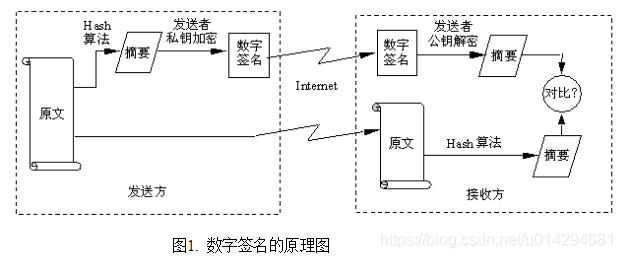 Hash
算法
发送者
私钥加密
摘要
数字
签名
原文
发送方
Internet
发送者
公钥解密
数字
签名
摘要
对比?
原文
Hash 算法
摘要
接收方
图1. 数字签名的原理图
https://blog.csdn.net/u014294681